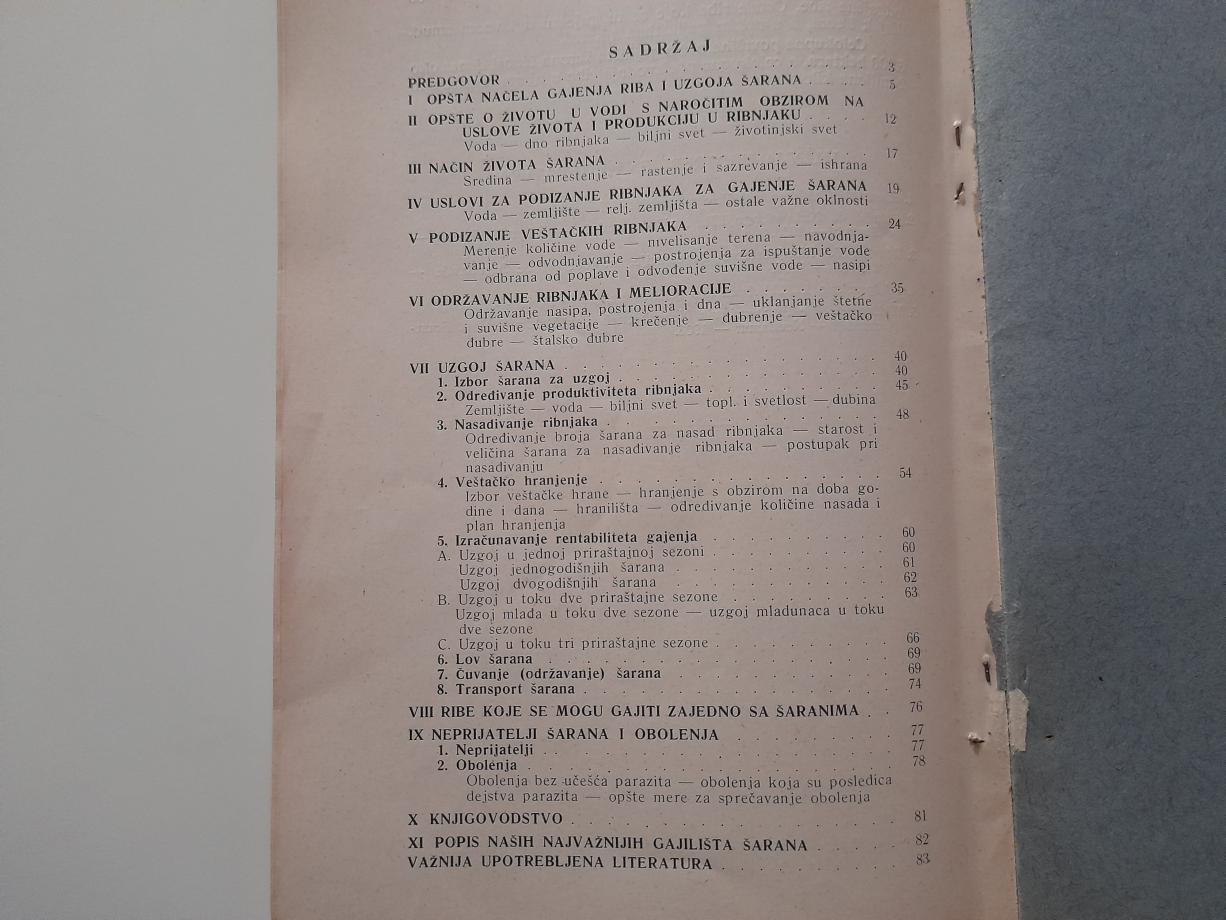 SADRŽAJ
PREDGOVOR . . . . . . . . . . . . . . . . 3
I OPŠTA NAČELA GAJENJA RIBA I UZGOJA ŠARANA . . . . 5
II OPŠTE O ŽIVOTU U VODI S NAROČITIM OBZIROM NA
USLOVE ŽIVOTA I PRODUKCIJU U RIBNJAKU . . . . 12
Voda — dno ribnjaka — biljni svet — životinjski svet
III NAČIN ŽIVOTA ŠARANA . . . . . . . . . . . . 17
Sredina — mrestenje — rastenje i sazrevanje — ishrana
IV USLOVI ZA PODIZANJE RIBNJAKA ZA GAJENJE ŠARANA 19
Voda — zemljište — relj. zemljišta — ostale važne oklnosti
V PODIZANJE VEŠTAČKIH RIBNJAKA . . . . . . . . . 24
Merenje količine vode — nivelisanje terena — navodnja-
vanje — odvodnjavanje — postrojenja za ispuštanje vode
— odbrana od poplave i odvođenje suvišne vode — nasipi
VI ODRŽAVANJE RIBNJAKA I MELIORACIJE . . . . . . . 35
Održavanje nasipa, postrojenja i dna — uklanjanje štetne
i suvišne vegetacije — krečenje — đubrenje — veštačko
đubre — štalsko đubre
VII UZGOJ ŠARANA . . . . . . . . . . . . . . . 40
1. Izbor šarana za uzgoj . . . . . . . . . . . . 40
2. Određivanje produktiviteta ribnjaka . . . . . . . . 45
Zemljište — voda — biljni svet — topl. i svetlost — dubina
3. Nasađivanje ribnjaka . . . . . . . . . . . . . 48
Određivanje broja šarana za nasad ribnjaka — starost i
veličina šarana za nasađivanje ribnjaka — postupak pri
nasađivanju
4. Veštačko hranjenje . . . . . . . . . . . . . 54
Izbor veštačke hrane — hranjenje s obzirom na doba go-
dine i dana — hranilišta — određivanje količine nasada i
plan hranjenja
5. Izračunavanje rentabiliteta gajenja . . . . . . . . . 60
A. Uzgoj u jednoj priraštajnoj sezoni . . . . . . . . . 60
Uzgoj jednogodišnjih šarana . . . . . . . . . . . 61
Uzgoj dvogodišnjih šarana . . . . . . . . . . . 62
B. Uzgoj u toku dve priraštajne sezone . . . . . . . . 63
Uzgoj mlada u toku dve sezone — uzgoj mladunaca u toku
dve sezone
C. Uzgoj u toku tri priraštajne sezone . . . . . . . . . 66
6. Lov šarana . . . . . . . . . . . . . . . . 69
7. Čuvanje (održavanje) šarana . . . . . . . . . . . 69
8. Transport šarana . . . . . . . . . . . . . . 74
VIII RIBE KOJE SE MOGU GAJITI ZAJEDNO SA ŠARANIMA . . 76
IX NEPRIJATELJI ŠARANA I OBOLENJA . . . . . . . . 77
1. Neprijatelji . . . . . . . . . . . . . . . . 77
2. Obolenja . . . . . . . . . . . . . . . . . 78
Obolenja bez učešća parazita — obolenja koja su posledica
dejstva parazita — opšte mere za sprečavanje obolenja
X KNJIGOVODSTVO . . . . . . . . . . . . . . . 81
XI POPIS NAŠIH NAJVAŽNIJIH GAJILIŠTA ŠARANA . . . . . 82
VAŽNIJA UPOTREBLJENA LITERATURA . . . . . . . . . 83